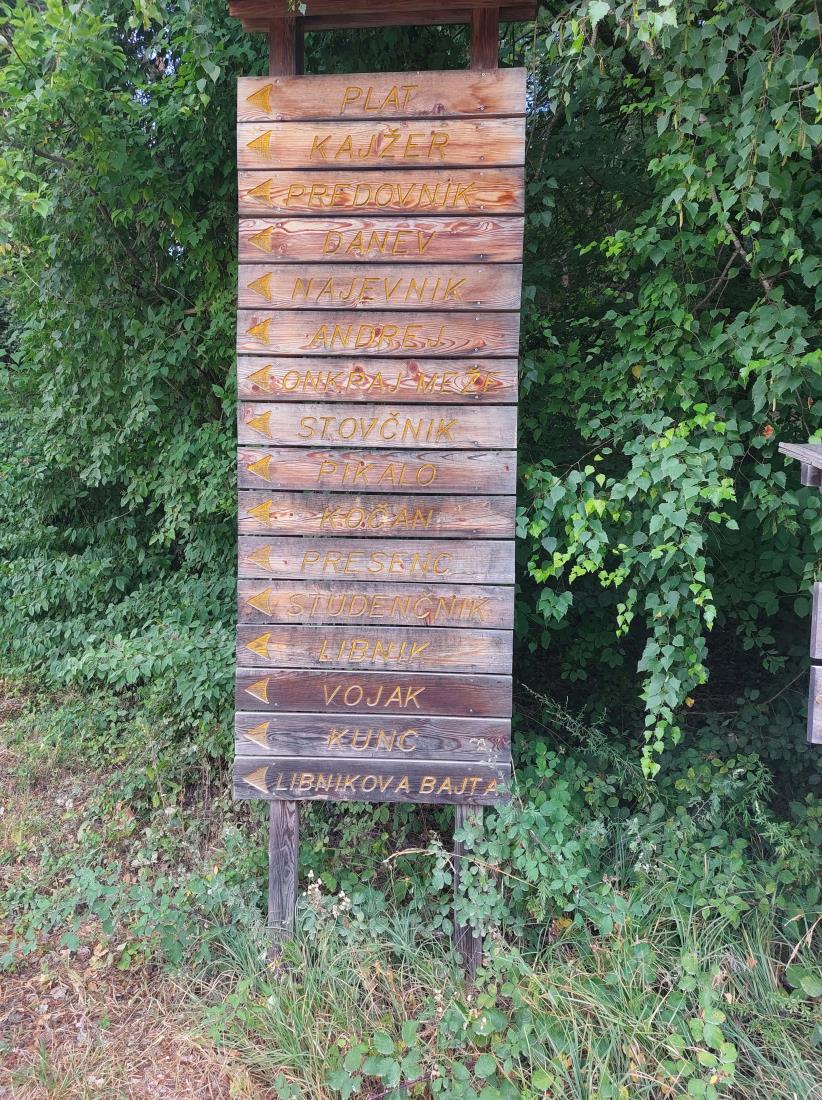 PLAT
KAJŽER
PREDOVNIK
DANEV
NAJEVNIK
ANDREJ
ONKRAJ MEŽE
STOVČNIK
PIKALO
KOČAN
PRESENC
STUDENČNIK
LIBNIK
VOJAK
KUNC
LIBNIKOVA BAJTA